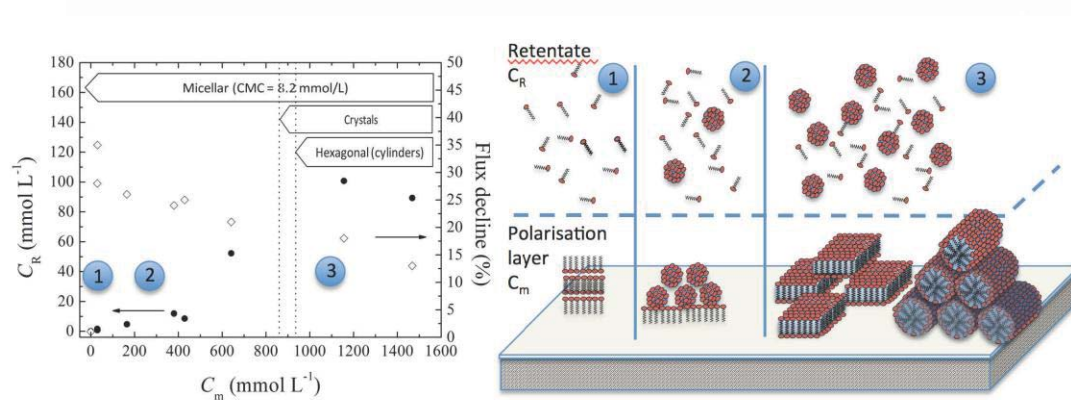 180
160
140
120
100
80
60
40
20
0
C_R (mmol L⁻¹)
Micellar (CMC = 8.2 mmol/L)
Crystals
Hexagonal (cylinders)
1
2
3
50
45
40
35
30
25
20
15
10
5
0
Flux decline (%)
0 200 400 600 800 1000 1200 1400 1600
C_m (mmol L⁻¹)
Retentate
C_R
1
2
3
Polarisation
layer
C_m